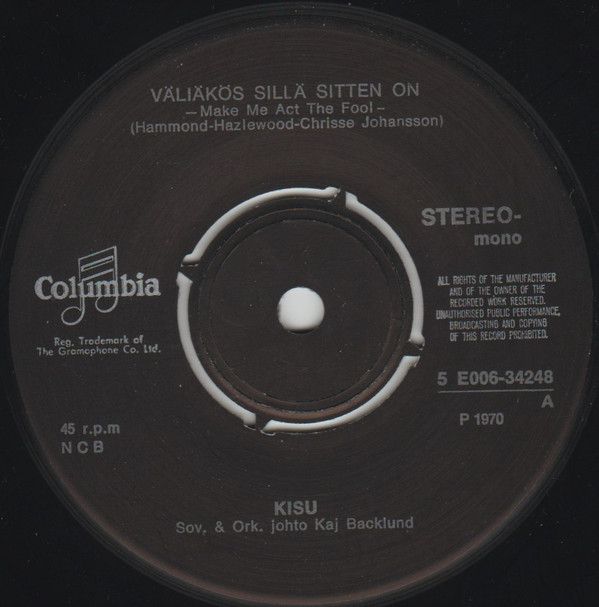 VÄLIÄKÖS SILLÄ SITTEN ON
—Make Me Act The Fool—
(Hammond-Hazlewood-Chrisse Johansson)
STEREO-
mono
Columbia
Reg. Trademark of
The Gramophone Co. Ltd.
ALL RIGHTS OF THE MANUFACTURER
AND OF THE OWNER OF THE
RECORDED WORK RESERVED.
UNAUTHORISED PUBLIC PERFORMANCE,
BROADCASTING AND COPYING
OF THIS RECORD PROHIBITED.
5 E006-34248
A
P 1970
45 r.p.m
N C B
KISU
Sov. & Ork. johto Kaj Backlund